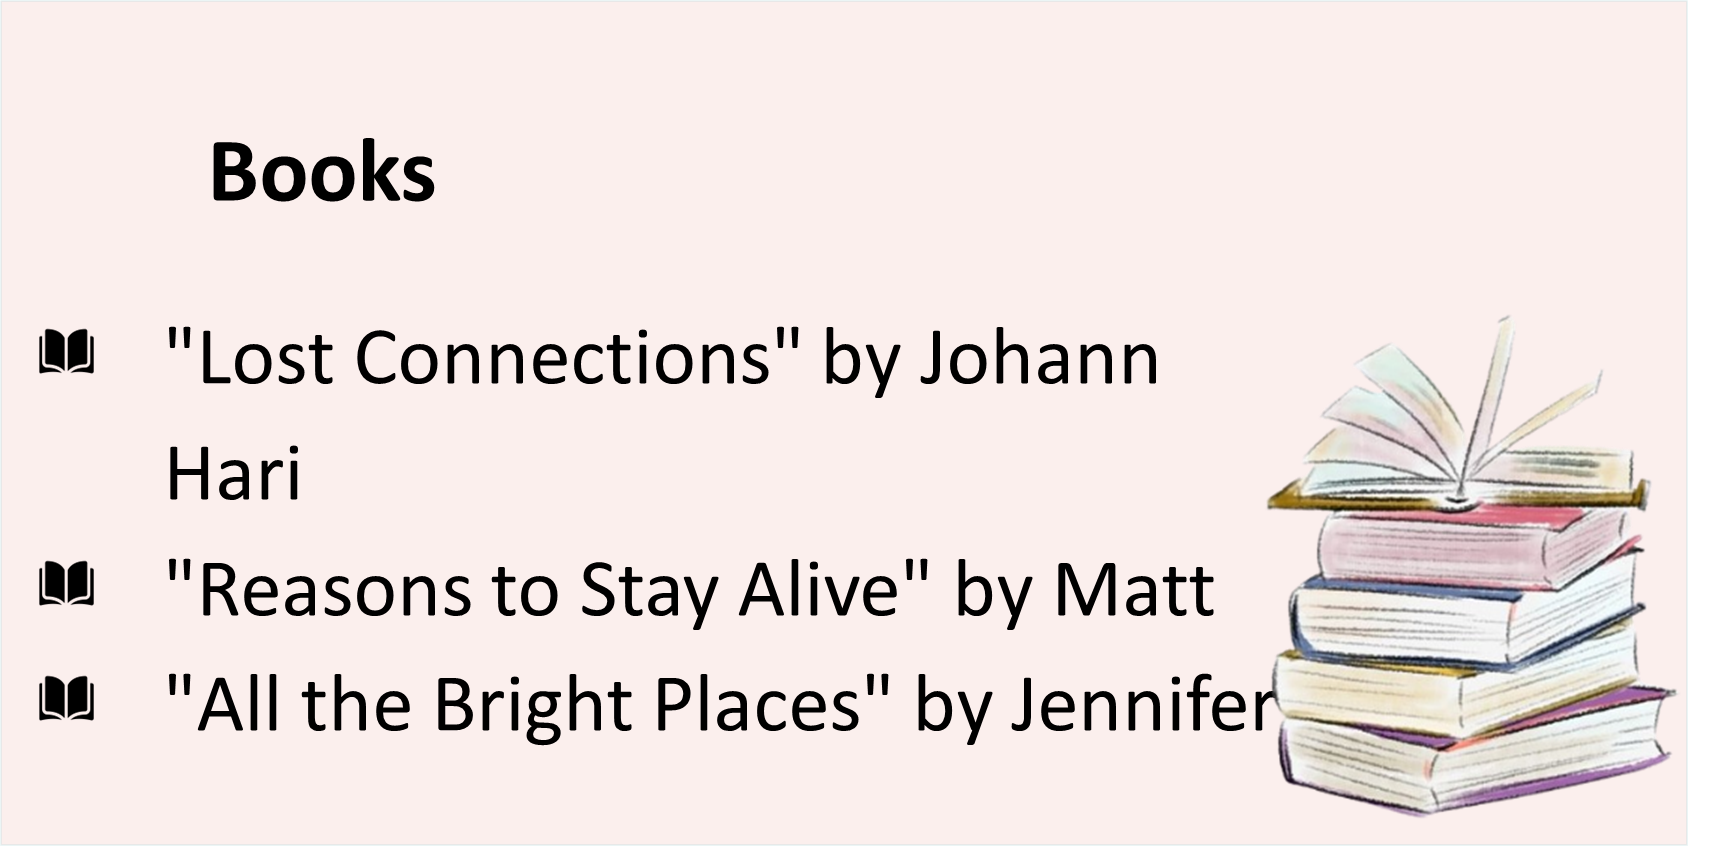 Books
"Lost Connections" by Johann
Hari
"Reasons to Stay Alive" by Matt
"All the Bright Places" by Jennifer